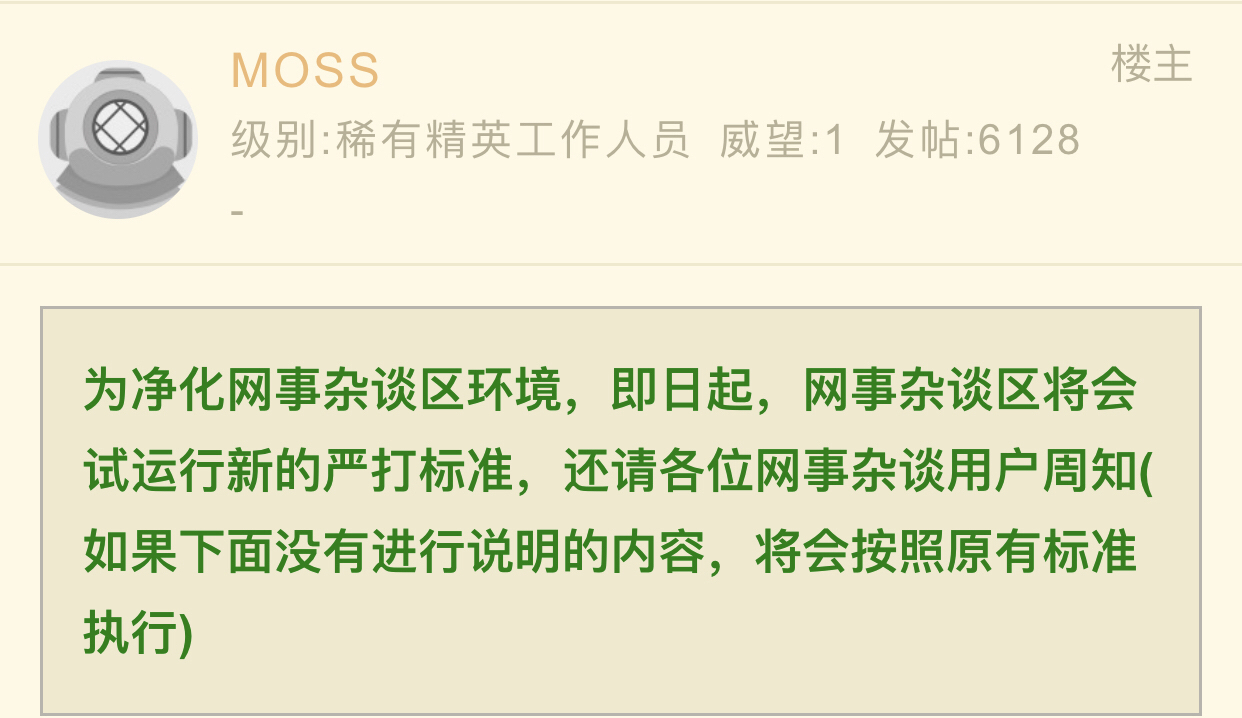 MOSS
楼主
级别:稀有精英工作人员 威望:1 发帖:6128
-
为净化网事杂谈区环境，即日起，网事杂谈区将会
试运行新的严打标准，还请各位网事杂谈用户周知(
如果下面没有进行说明的内容，将会按照原有标准
执行)